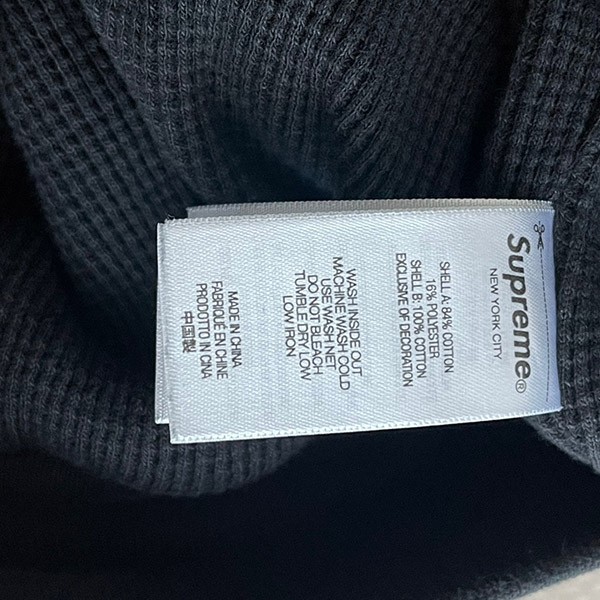 Supreme®
NEW YORK CITY
SHELL A: 84% COTTON
16% POLYESTER
SHELL B: 100% COTTON
EXCLUSIVE OF DECORATION
WASH INSIDE OUT
MACHINE WASH COLD
USE WASH NET
DO NOT BLEACH
TUMBLE DRY LOW
LOW IRON
MADE IN CHINA
FABRIQUÉ EN CHINE
PRODOTTO IN CINA
中国製